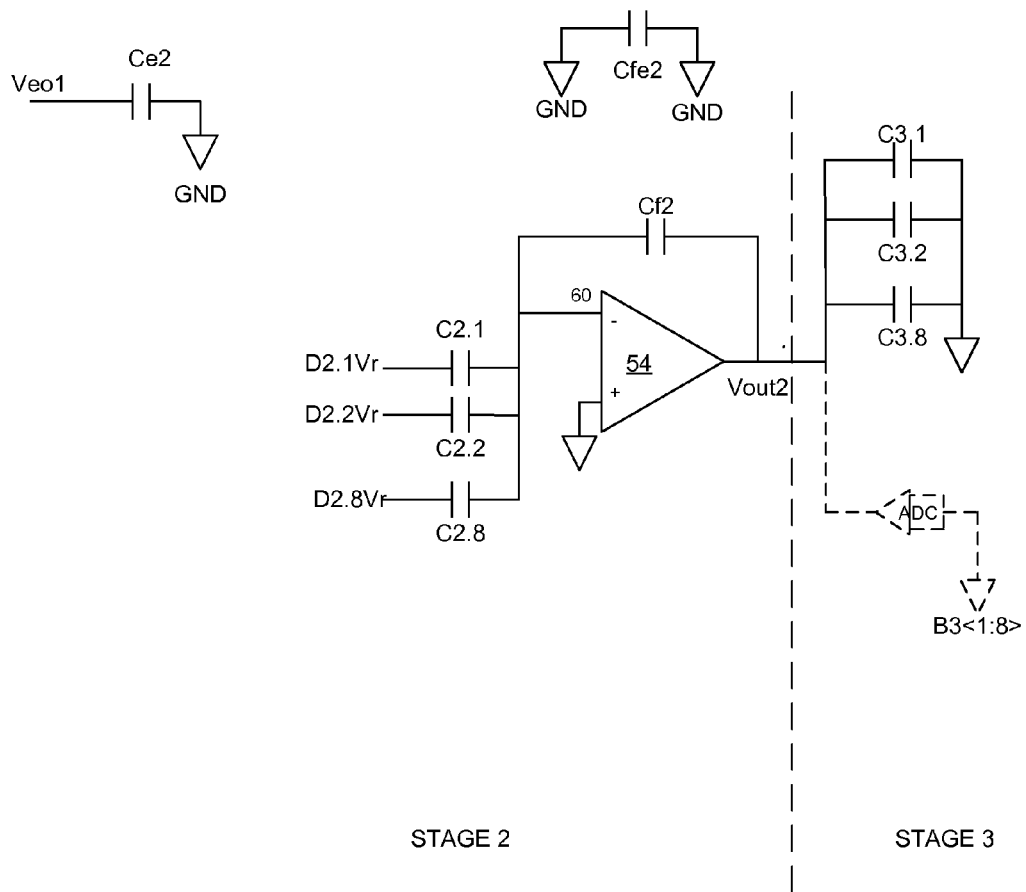 Ce2
Veo1
GND
Cfe2
GND
GND
C3.1
C3.2
C3.8
Cf2
60
-
54
+
Vout2
C2.1
D2.1Vr
D2.2Vr
C2.2
D2.8Vr
C2.8
ADC
B3<1:8>
STAGE 2
STAGE 3